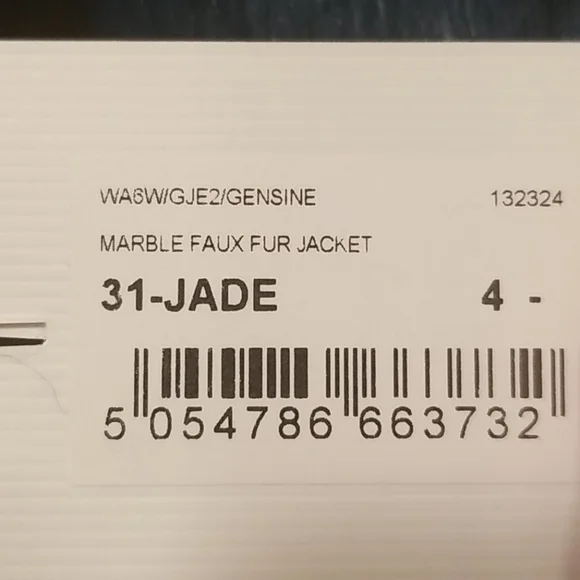 WA6W/GJE2/GENSINE 132324
MARBLE FAUX FUR JACKET
31-JADE 4 -
5 054786 663732